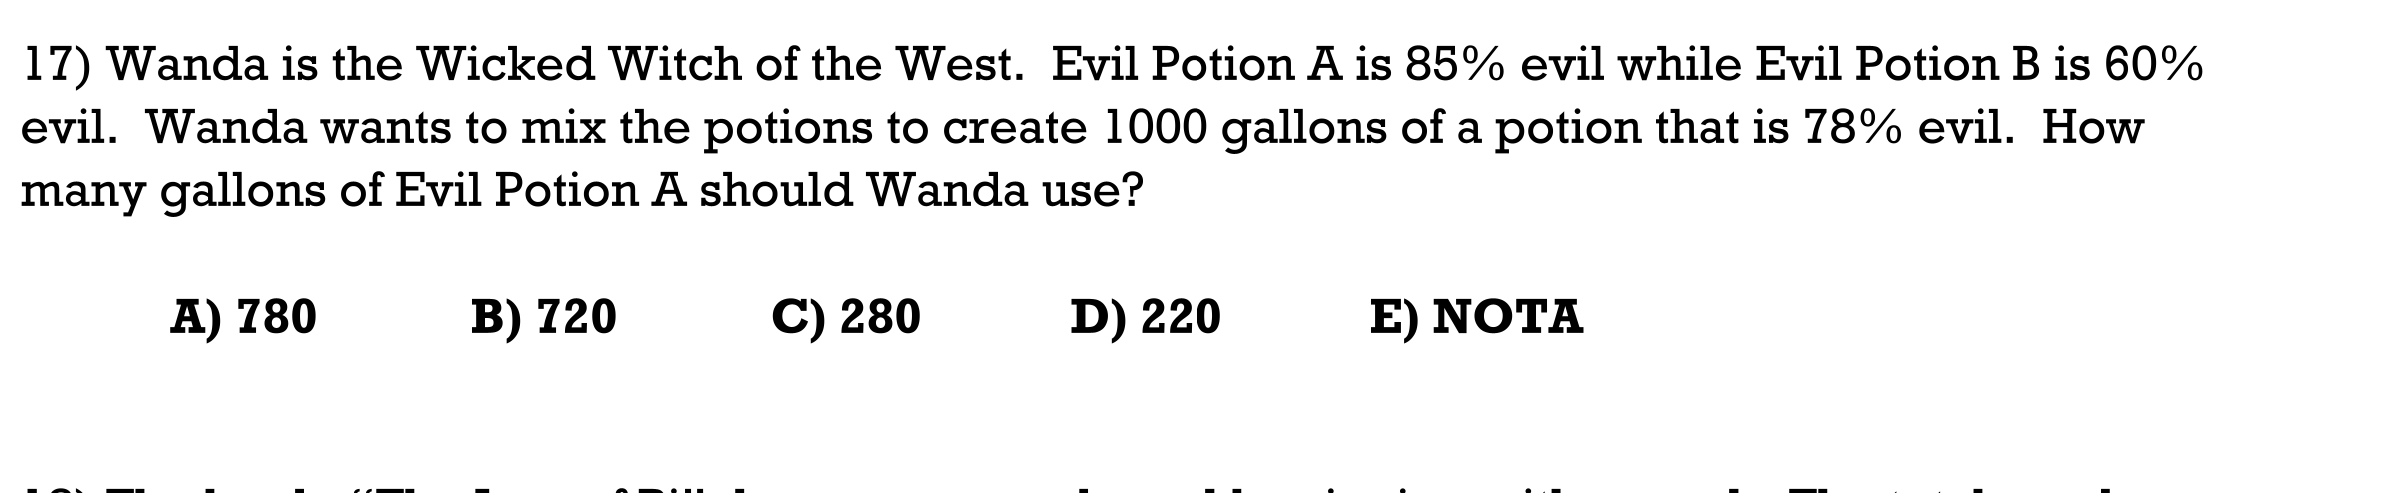 17) Wanda is the Wicked Witch of the West.  Evil Potion A is 85% evil while Evil Potion B is 60%
evil.  Wanda wants to mix the potions to create 1000 gallons of a potion that is 78% evil.  How
many gallons of Evil Potion A should Wanda use?
A) 780 B) 720 C) 280 D) 220 E) NOTA